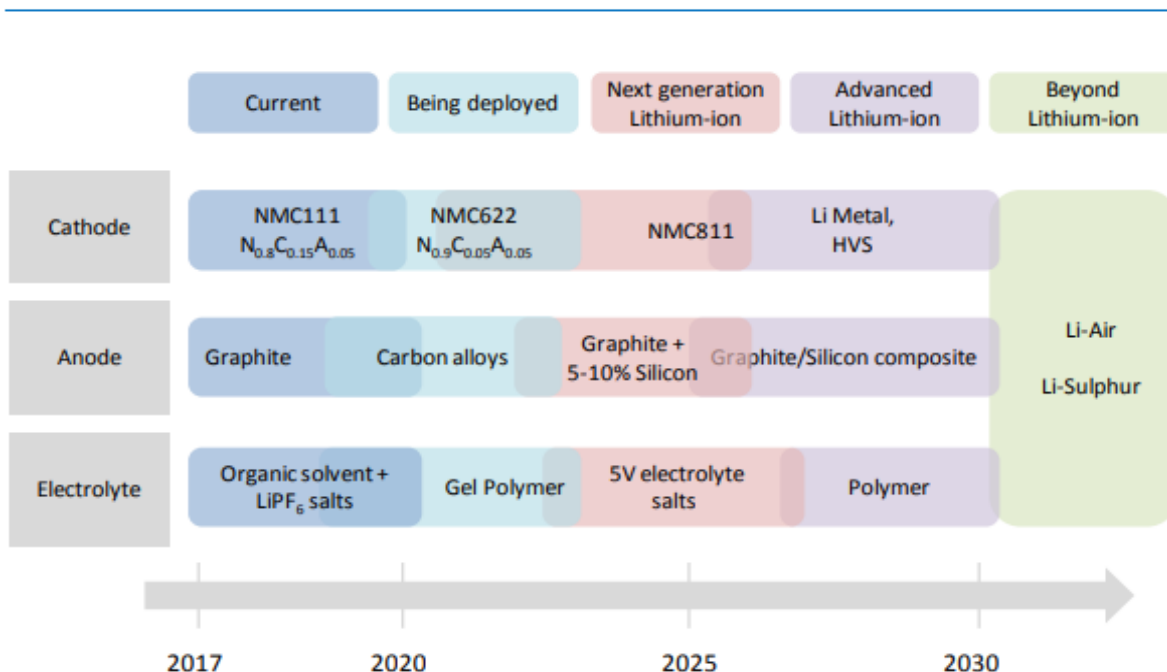 Current
Being deployed
Next generation
Lithium-ion
Advanced
Lithium-ion
Beyond
Lithium-ion
Cathode
NMC111
N₀.₈C₀.₁₅A₀.₀₅
NMC622
N₀.₉C₀.₀₅A₀.₀₅
NMC811
Li Metal,
HVS
Anode
Graphite
Carbon alloys
Graphite +
5-10% Silicon
Graphite/Silicon composite
Li-Air
Li-Sulphur
Electrolyte
Organic solvent +
LiPF₆ salts
Gel Polymer
5V electrolyte
salts
Polymer
2017
2020
2025
2030